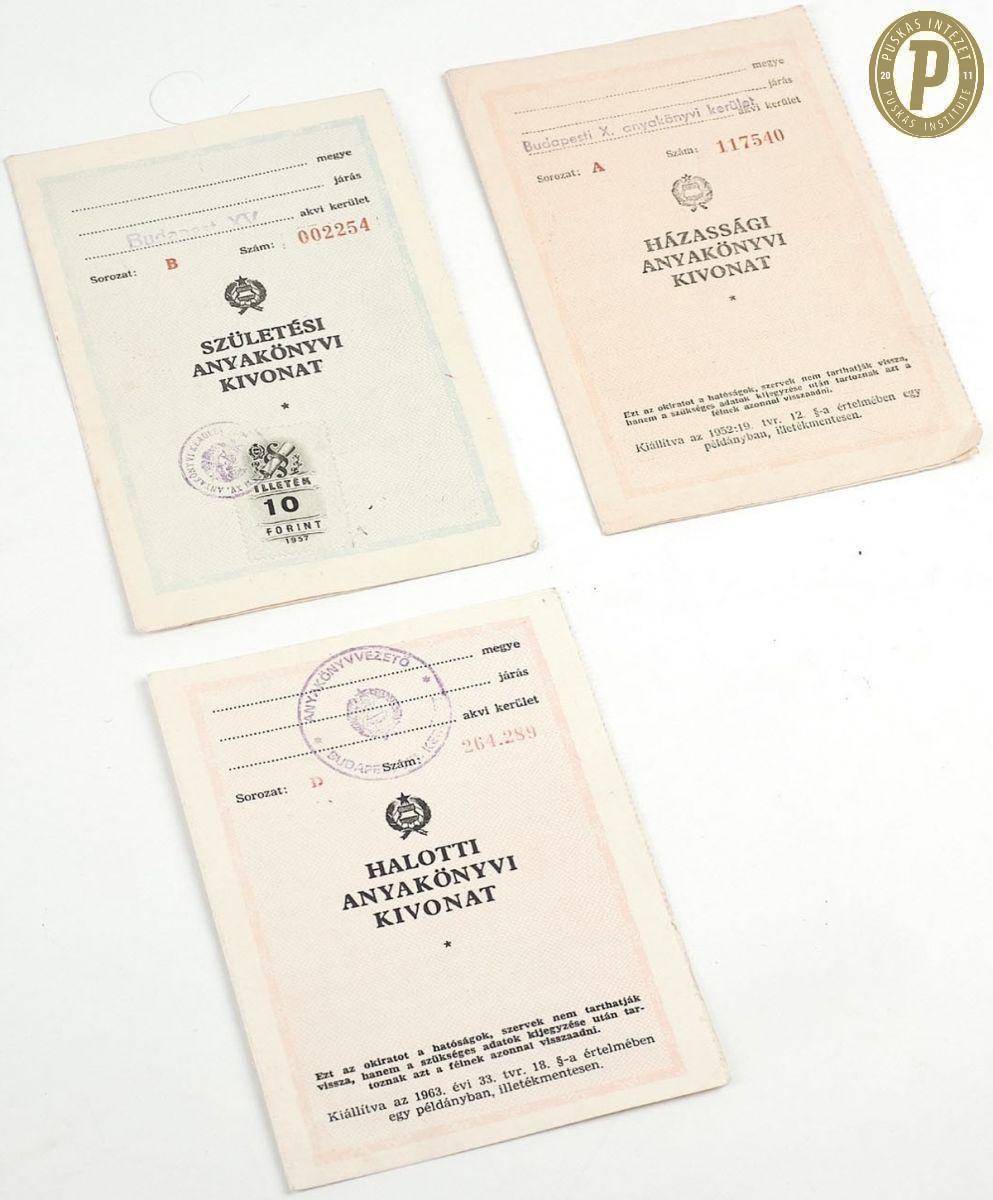 PUSKÁS INTÉZET
20 11
P
PUSKÁS INSTITUTE
megye
járás
akvi kerület
Budapest XV
Sorozat: B Szám: 002254
SZÜLETÉSI
ANYAKÖNYVI
KIVONAT
*
ILLETÉK
10
FORINT
1957
megye
járás
akvi kerület
Budapesti X. anyakönyvi kerület
Sorozat: A Szám: 117540
HÁZASSÁGI
ANYAKÖNYVI
KIVONAT
*
Ezt az okiratot a hatóságok, szervek nem tarthatják vissza,
hanem a szükséges adatok kijegyzése után tartoznak azt a
félnek azonnal visszaadni.
Kiállítva az 1952:19. tvr. 12. §-a értelmében egy
példányban, illetékmentesen.
megye
járás
akvi kerület
ANYAKÖNYVVEZETŐ
Sorozat: D Szám: 264.289
HALOTTI
ANYAKÖNYVI
KIVONAT
*
Ezt az okiratot a hatóságok, szervek nem tarthatják
vissza, hanem a szükséges adatok kijegyzése után tar-
toznak azt a félnek azonnal visszaadni.
Kiállítva az 1963. évi 33. tvr. 18. §-a értelmében
egy példányban, illetékmentesen.